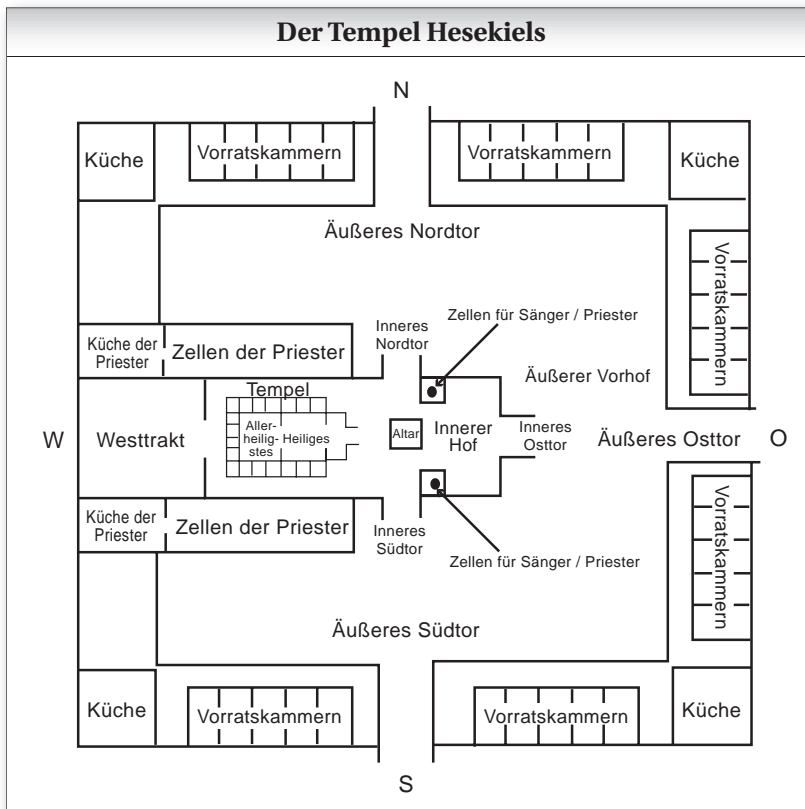 Der Tempel Hesekiels
N
Küche
Vorratskammern
Vorratskammern
Küche
Äußeres Nordtor
Vorratskammern
Inneres
Nordtor
Zellen für Sänger / Priester
Küche der
Priester
Zellen der Priester
Äußerer Vorhof
Tempel
W
Westtrakt
Aller-
heilig-
stes
Heiliges
Altar
Innerer
Hof
Inneres
Osttor
Äußeres Osttor
O
Küche der
Priester
Zellen der Priester
Inneres
Südtor
Zellen für Sänger / Priester
Vorratskammern
Äußeres Südtor
Küche
Vorratskammern
Vorratskammern
Küche
S